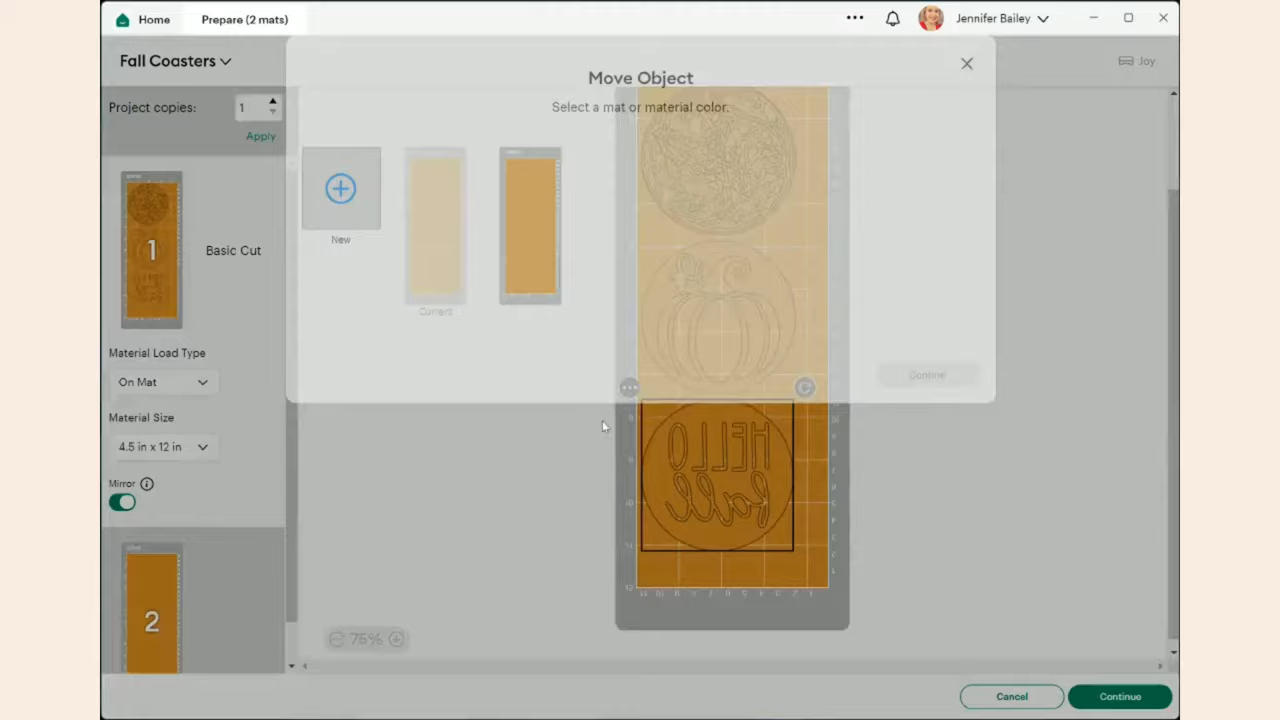 Home
Prepare (2 mats)
Jennifer Bailey
Fall Coasters
Joy
Move Object
Select a mat or material color.
Project copies:
1
Apply
New
Current
1
Basic Cut
Material Load Type
On Mat
Material Size
4.5 in x 12 in
Mirror
Continue
HELLO
fall
2
75%
Cancel
Continue